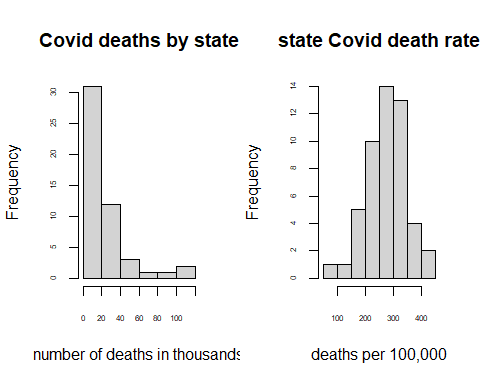 Covid deaths by state
Frequency
0 5 10 15 20 25 30
0 20 40 60 80 100
number of deaths in thousands
state Covid death rate
Frequency
0 2 4 6 8 10 12 14
100 200 300 400
deaths per 100,000